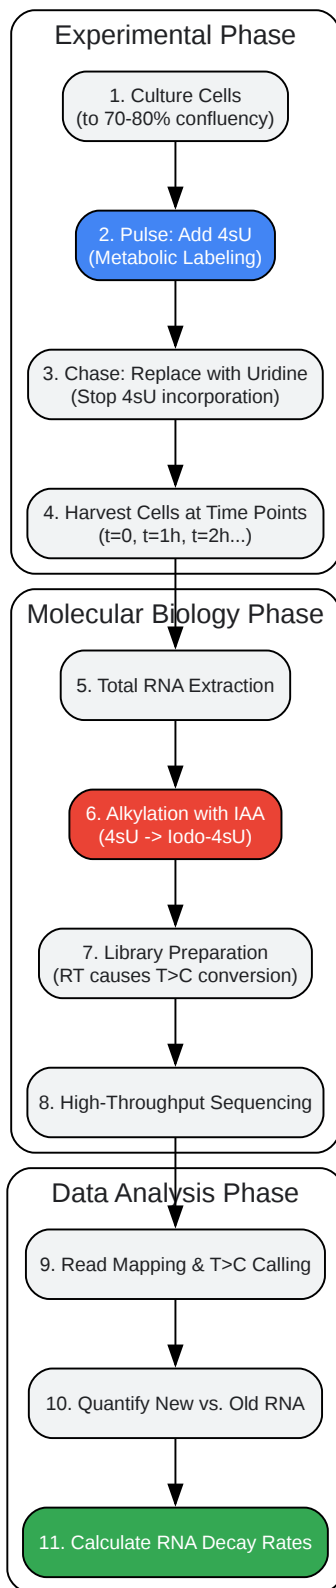 Experimental Phase
1. Culture Cells
(to 70-80% confluency)
2. Pulse: Add 4sU
(Metabolic Labeling)
3. Chase: Replace with Uridine
(Stop 4sU incorporation)
4. Harvest Cells at Time Points
(t=0, t=1h, t=2h...)
Molecular Biology Phase
5. Total RNA Extraction
6. Alkylation with IAA
(4sU -> Iodo-4sU)
7. Library Preparation
(RT causes T>C conversion)
8. High-Throughput Sequencing
Data Analysis Phase
9. Read Mapping & T>C Calling
10. Quantify New vs. Old RNA
11. Calculate RNA Decay Rates